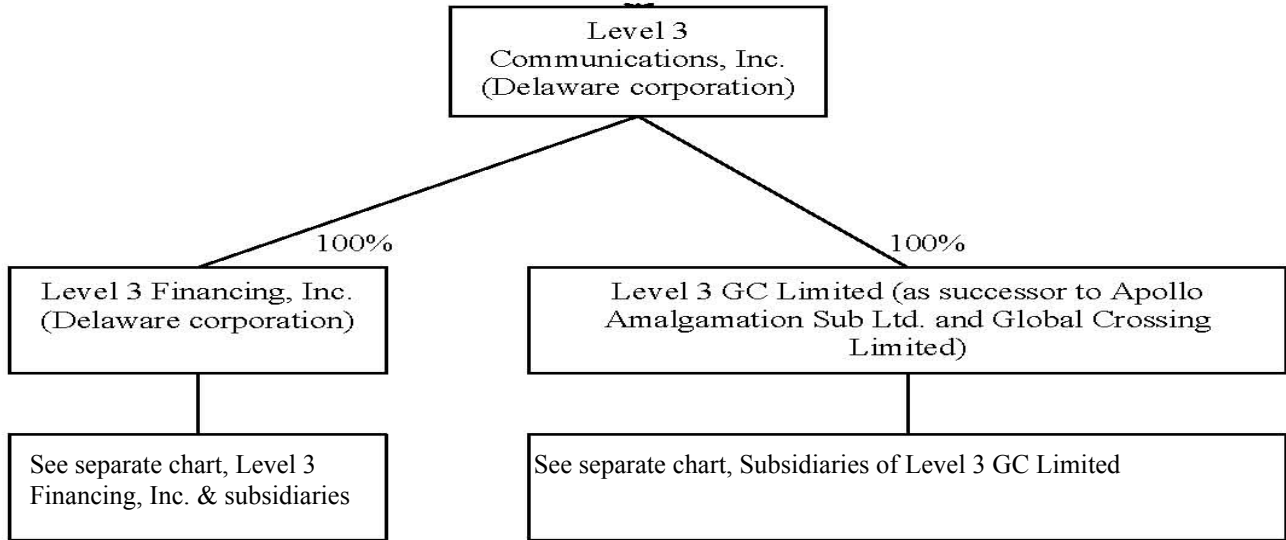 Level 3
Communications, Inc.
(Delaware corporation)
100%
100%
Level 3 Financing, Inc.
(Delaware corporation)
Level 3 GC Limited (as successor to Apollo
Amalgamation Sub Ltd. and Global Crossing
Limited)
See separate chart, Level 3
Financing, Inc. & subsidiaries
See separate chart, Subsidiaries of Level 3 GC Limited